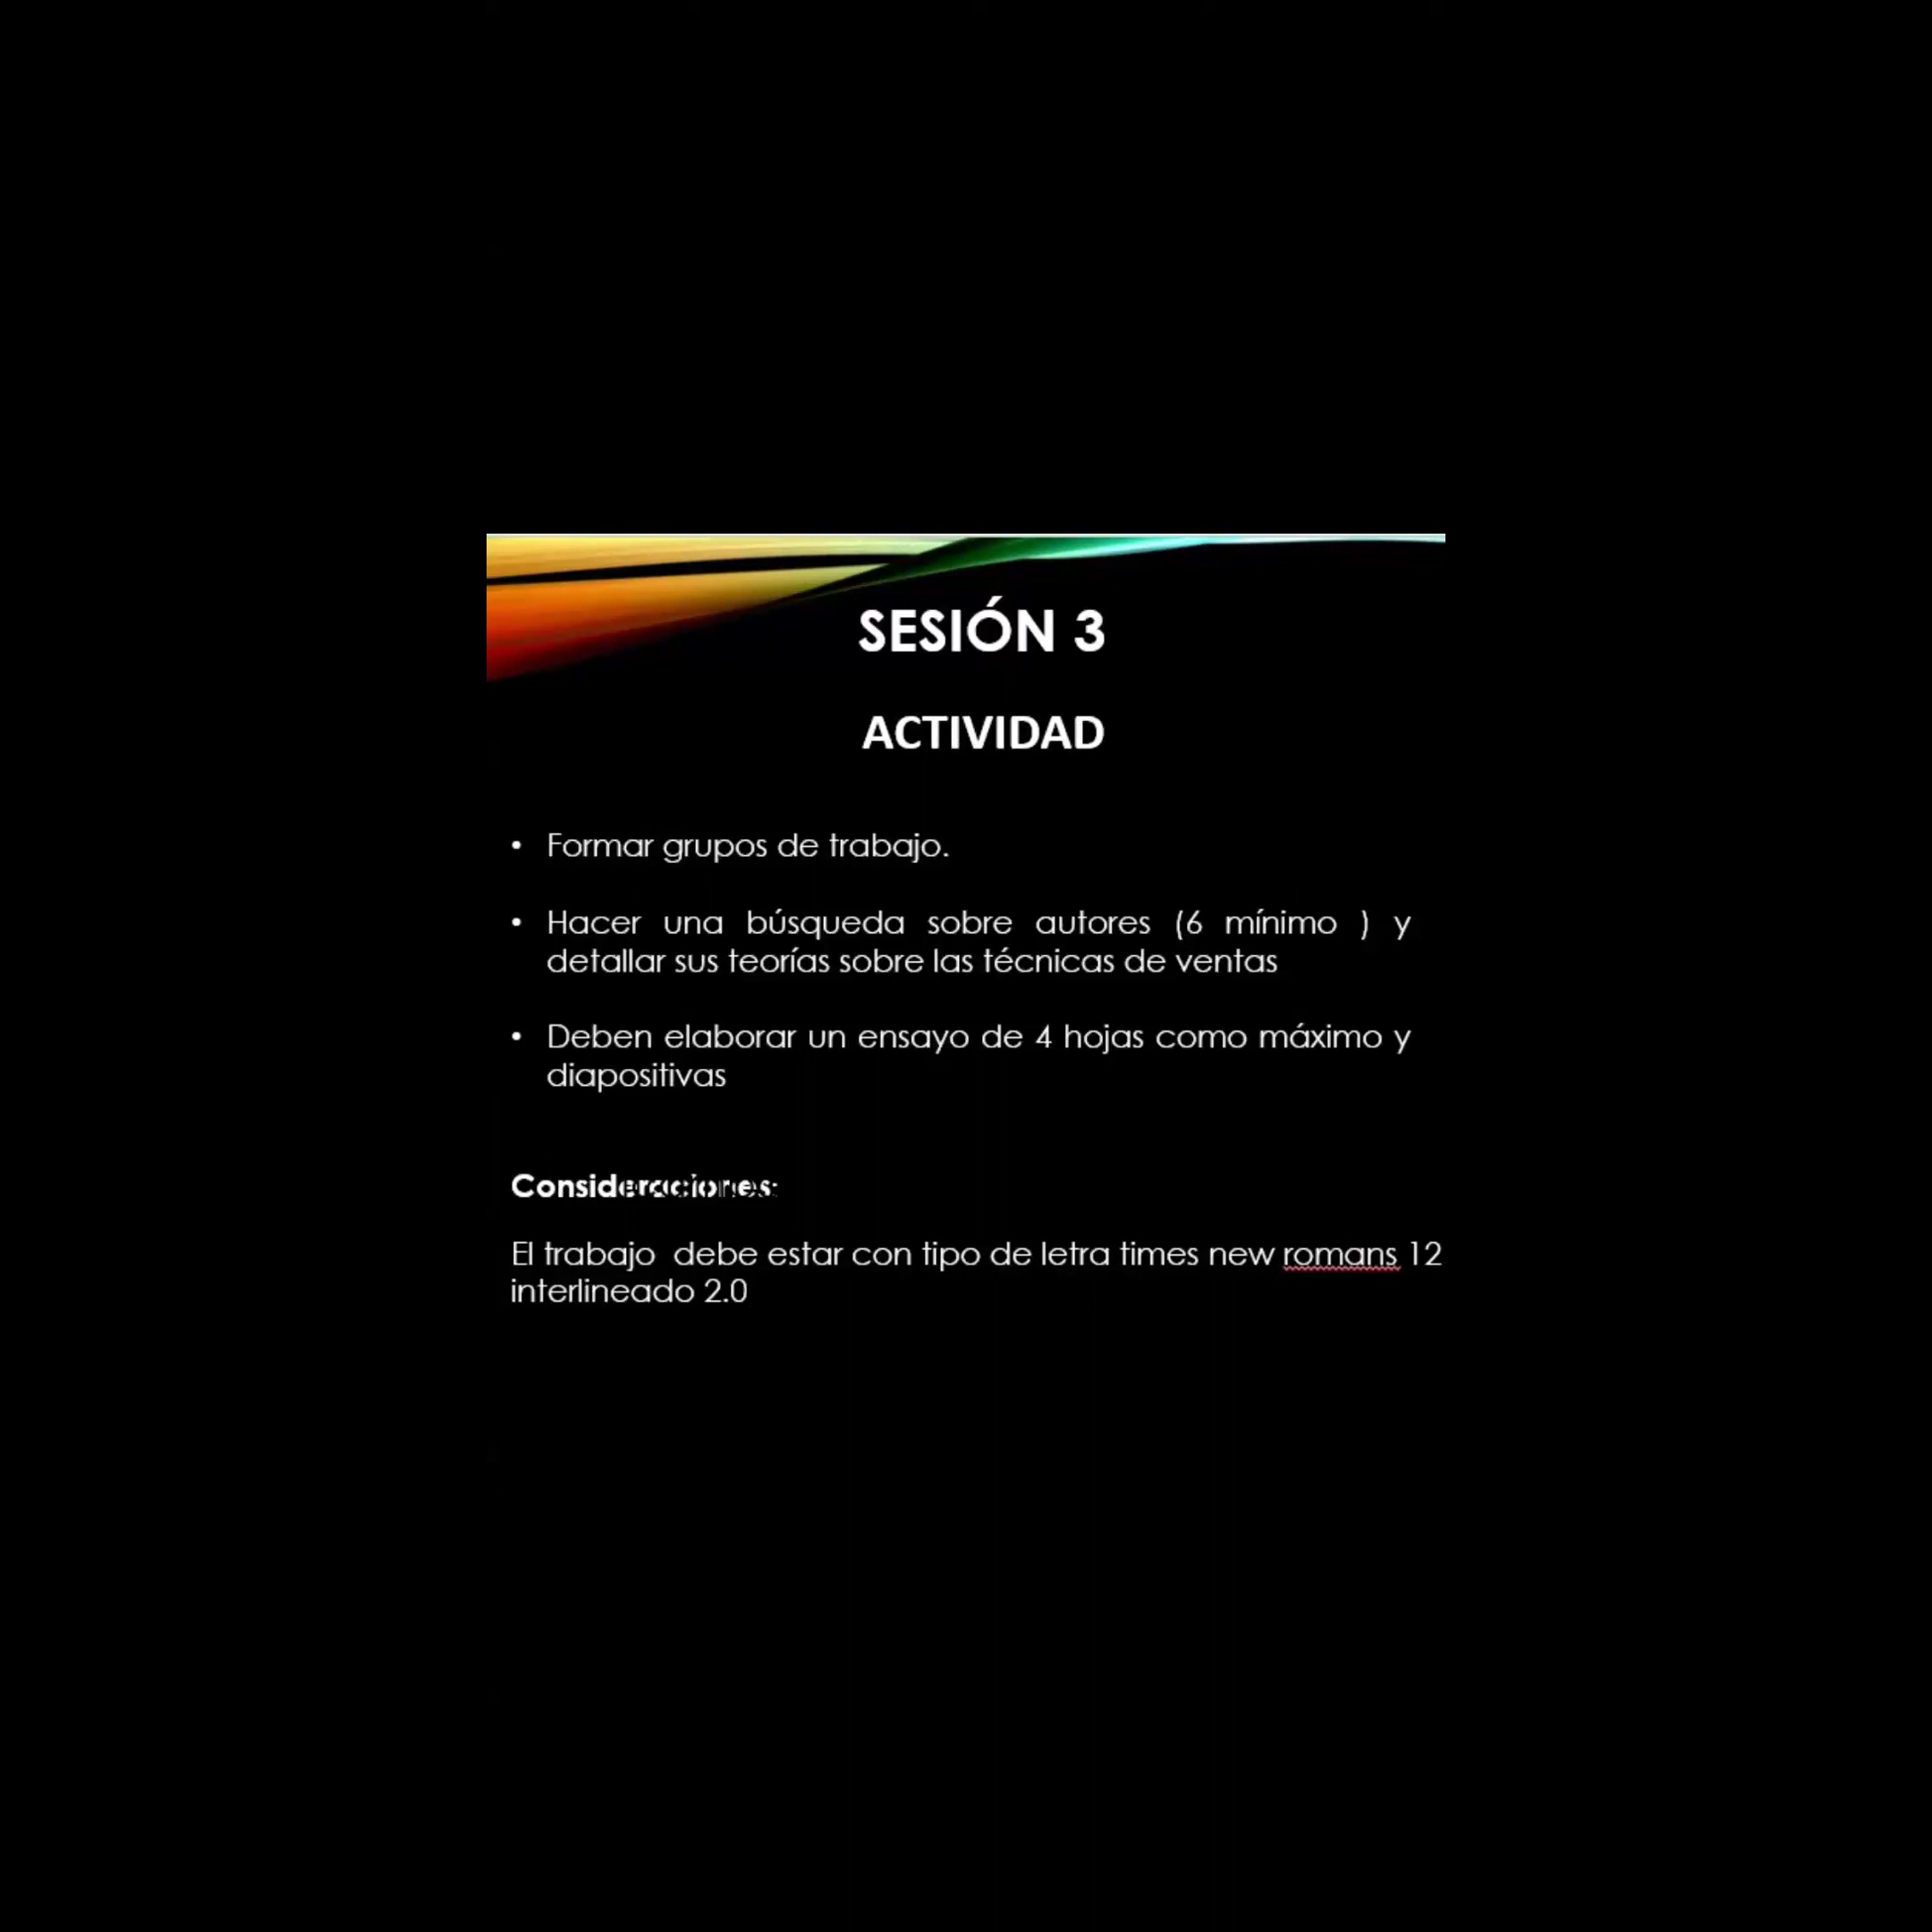 SESIÓN 3
ACTIVIDAD
• Formar grupos de trabajo.
• Hacer una búsqueda sobre autores (6 mínimo ) y
detallar sus teorías sobre las técnicas de ventas
• Deben elaborar un ensayo de 4 hojas como máximo y
diapositivas
Consideraciones:
El trabajo debe estar con tipo de letra times new romans 12
interlineado 2.0